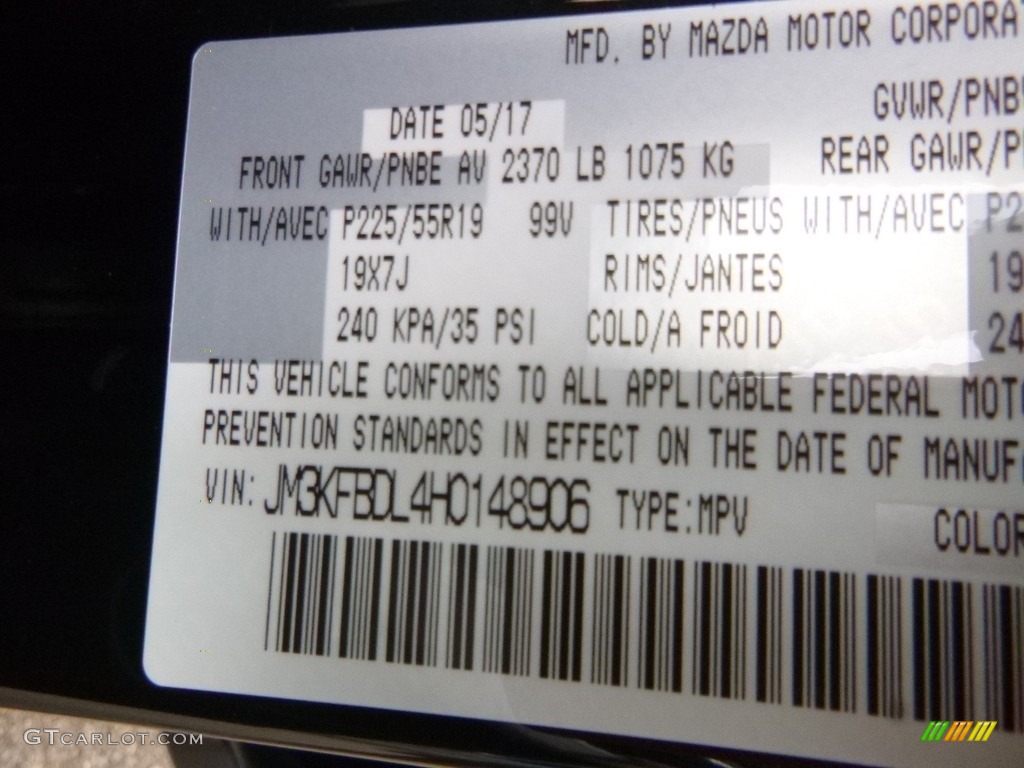 MFD. BY MAZDA MOTOR CORPORA
DATE 05/17 GVWR/PNB
FRONT GAWR/PNBE AV 2370 LB 1075 KG REAR GAWR/P
WITH/AVEC P225/55R19 99V TIRES/PNEUS WITH/AVEC P2
19X7J RIMS/JANTES 19
240 KPA/35 PSI COLD/A FROID 24
THIS VEHICLE CONFORMS TO ALL APPLICABLE FEDERAL MOT
PREVENTION STANDARDS IN EFFECT ON THE DATE OF MANUF
VIN: JM3KFBDL4H0148906 TYPE:MPV COLOR
GTCARLOT.COM